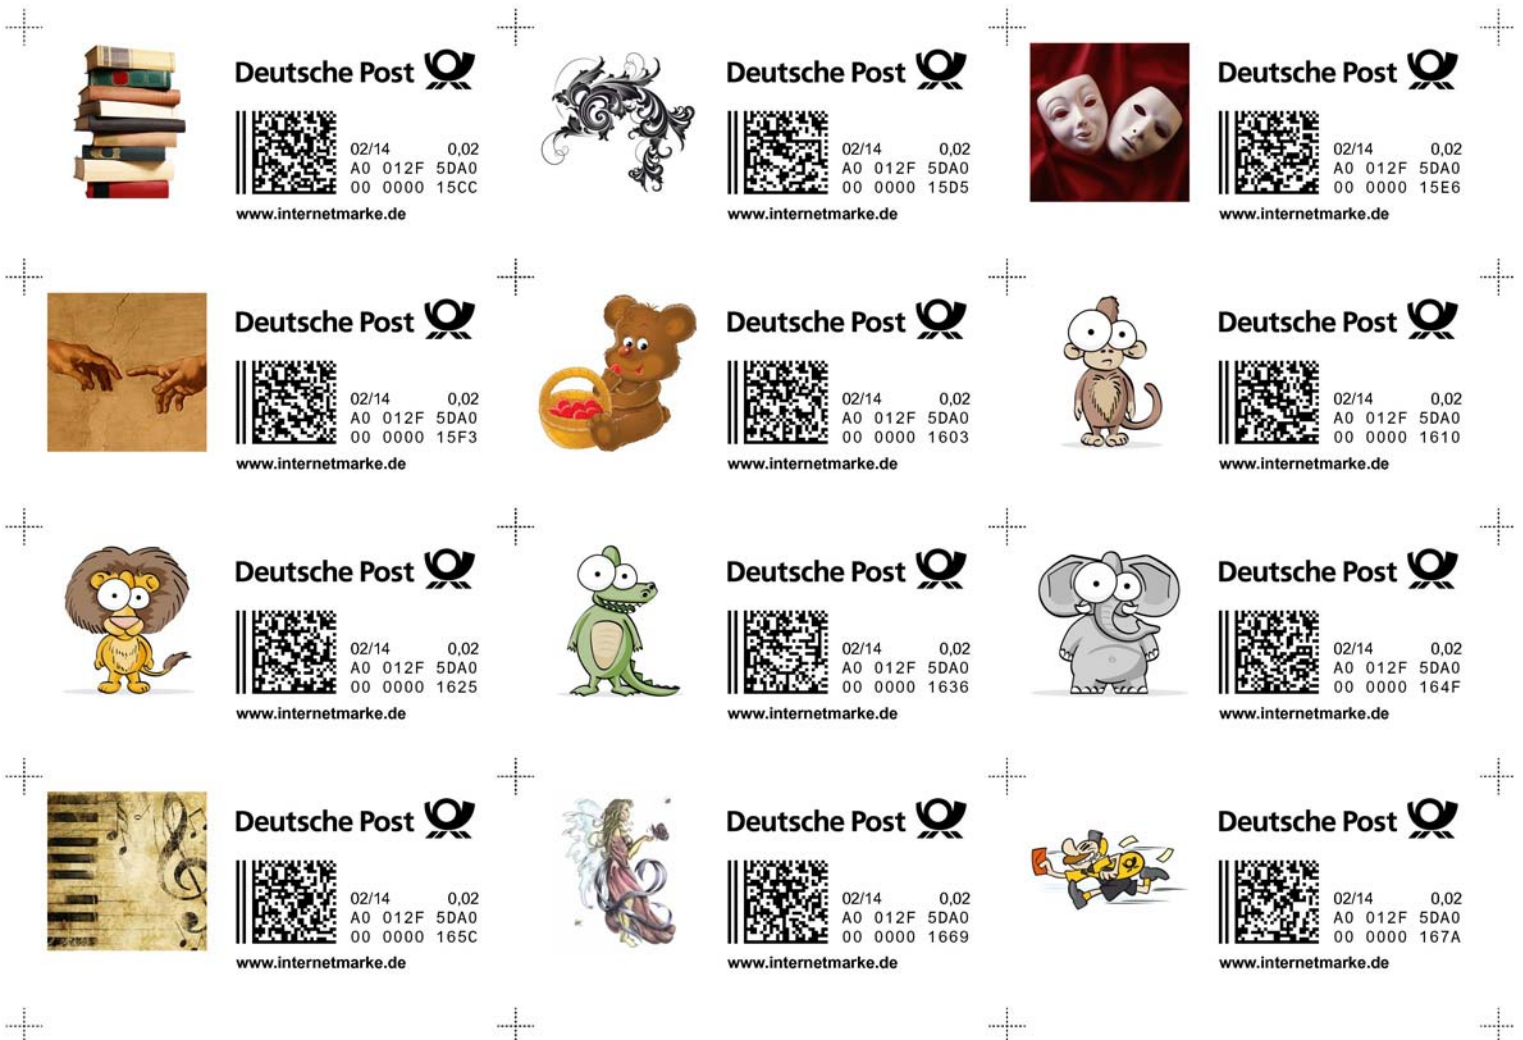 Deutsche Post
02/14 0,02
A0 012F 5DA0
00 0000 15CC
www.internetmarke.de
Deutsche Post
02/14 0,02
A0 012F 5DA0
00 0000 15D5
www.internetmarke.de
Deutsche Post
02/14 0,02
A0 012F 5DA0
00 0000 15E6
www.internetmarke.de
Deutsche Post
02/14 0,02
A0 012F 5DA0
00 0000 15F3
www.internetmarke.de
Deutsche Post
02/14 0,02
A0 012F 5DA0
00 0000 1603
www.internetmarke.de
Deutsche Post
02/14 0,02
A0 012F 5DA0
00 0000 1610
www.internetmarke.de
Deutsche Post
02/14 0,02
A0 012F 5DA0
00 0000 1625
www.internetmarke.de
Deutsche Post
02/14 0,02
A0 012F 5DA0
00 0000 1636
www.internetmarke.de
Deutsche Post
02/14 0,02
A0 012F 5DA0
00 0000 164F
www.internetmarke.de
Deutsche Post
02/14 0,02
A0 012F 5DA0
00 0000 165C
www.internetmarke.de
Deutsche Post
02/14 0,02
A0 012F 5DA0
00 0000 1669
www.internetmarke.de
Deutsche Post
02/14 0,02
A0 012F 5DA0
00 0000 167A
www.internetmarke.de